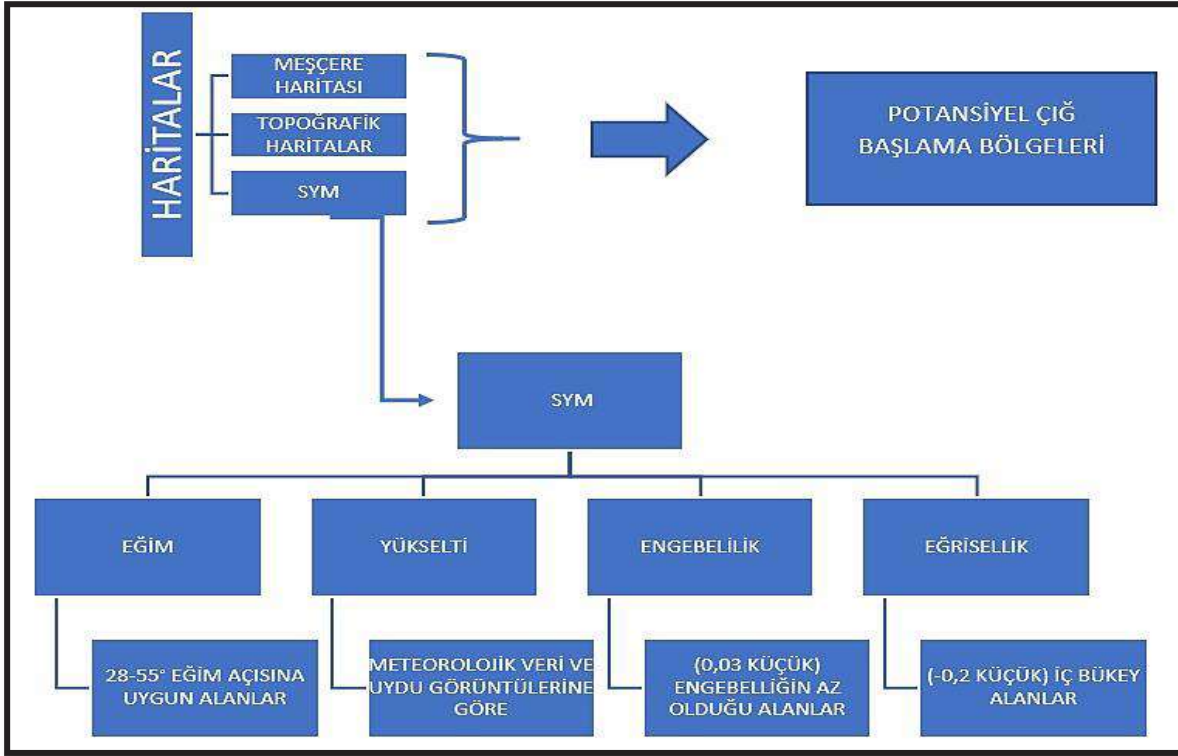 HARİTALAR
MEŞÇERE
HARİTASI
TOPOĞRAFİK
HARİTALAR
SYM
POTANSİYEL ÇIĞ
BAŞLAMA BÖLGELERİ
SYM
EĞİM
YÜKSELTİ
ENGEBELİLİK
EĞRİSELLİK
28-55° EĞİM AÇISINA
UYGUN ALANLAR
METEOROLOJİK VERİ VE
UYDU GÖRÜNTÜLERİNE
GÖRE
(0,03 KÜÇÜK)
ENGEBELLİĞİN AZ
OLDUĞU ALANLAR
(-0,2 KÜÇÜK) İÇ BÜKEY
ALANLAR